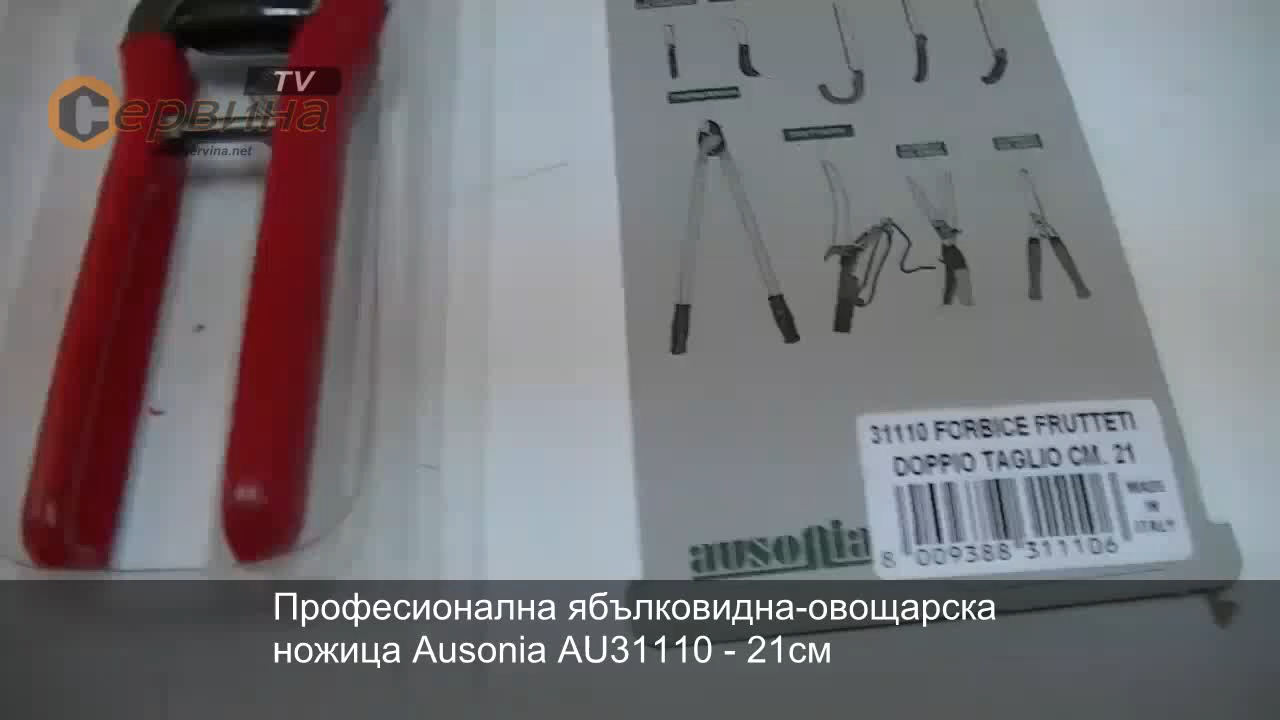 TV
Сервина
servina.net
31110 FORBICE FRUTTETI
DOPPIO TAGLIO CM. 21
MADE
IN
ITALY
ausonia
8 009388 311106
Професионална ябълковидна-овощарска
ножица Ausonia AU31110 - 21см